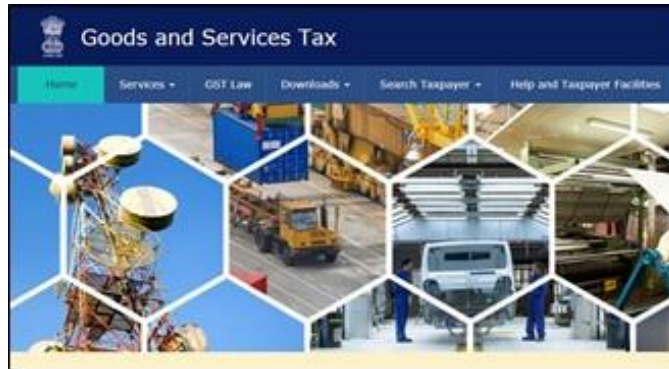 Goods and Services Tax
Home Services GST Law Downloads Search Taxpayer Help and Taxpayer Facilities